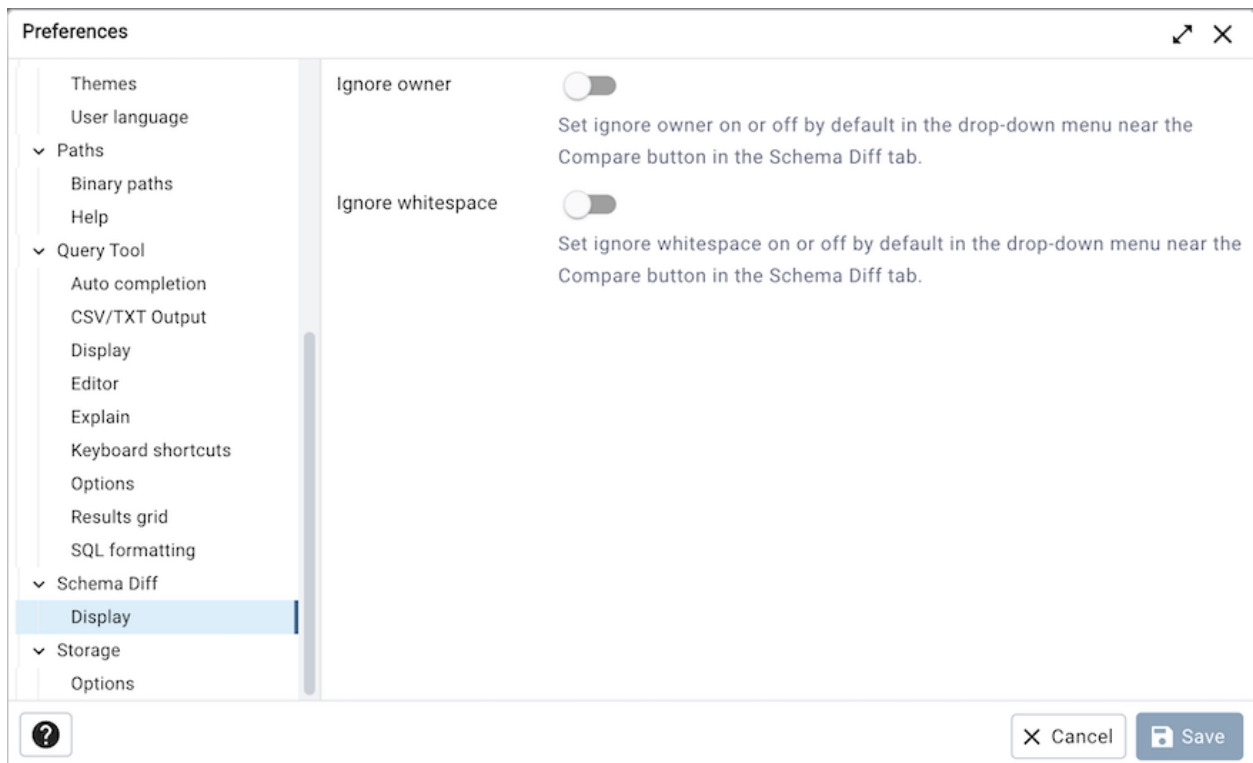 Preferences
Themes
User language
Paths
Binary paths
Help
Query Tool
Auto completion
CSV/TXT Output
Display
Editor
Explain
Keyboard shortcuts
Options
Results grid
SQL formatting
Schema Diff
Display
Storage
Options
Ignore owner
Set ignore owner on or off by default in the drop-down menu near the
Compare button in the Schema Diff tab.
Ignore whitespace
Set ignore whitespace on or off by default in the drop-down menu near the
Compare button in the Schema Diff tab.
Cancel
Save